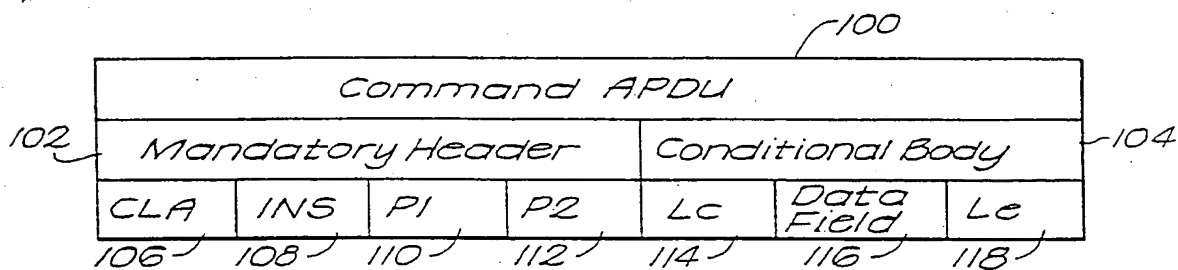 100
Command APDU
102 Mandatory Header Conditional Body 104
CLA INS P1 P2 Lc Data Field Le
106 108 110 112 114 116 118